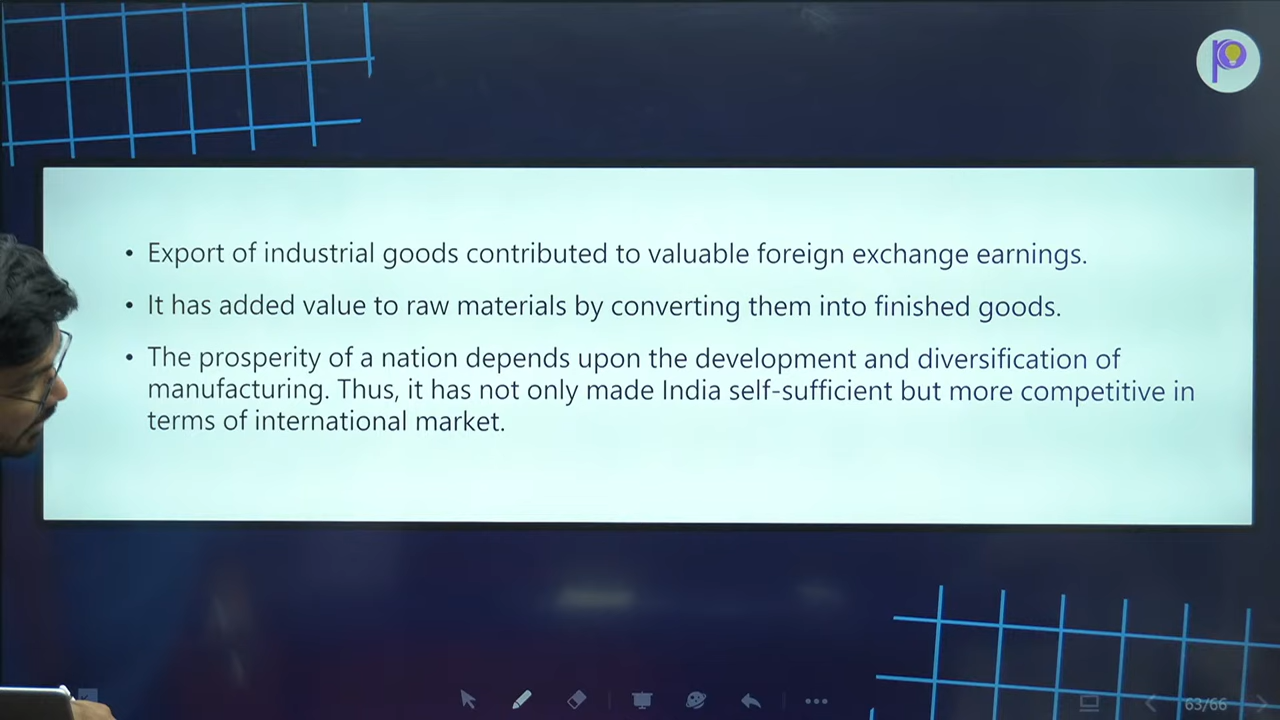 • Export of industrial goods contributed to valuable foreign exchange earnings.
• It has added value to raw materials by converting them into finished goods.
• The prosperity of a nation depends upon the development and diversification of
manufacturing. Thus, it has not only made India self-sufficient but more competitive in
terms of international market.
63/66